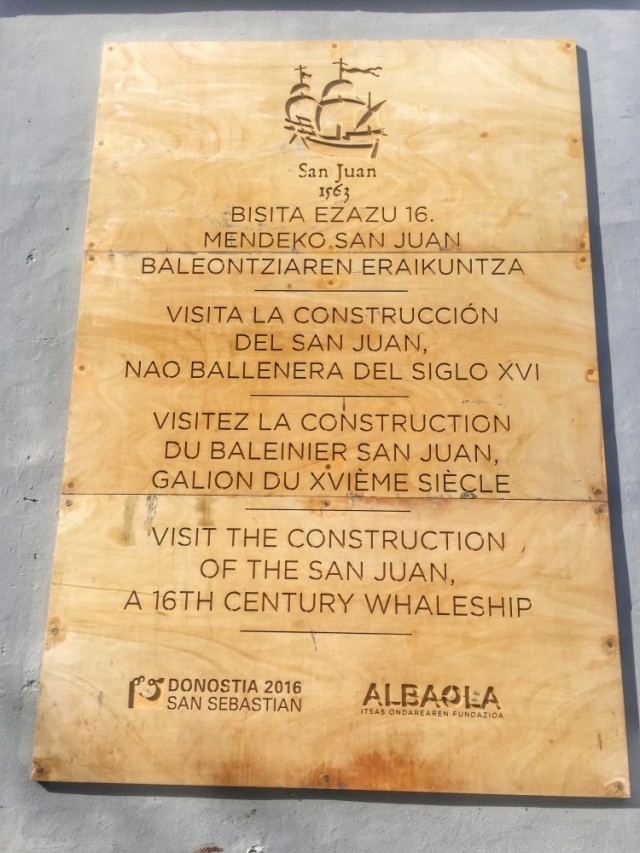 San Juan
1563
BISITA EZAZU 16.
MENDEKO SAN JUAN
BALEONTZIAREN ERAIKUNTZA
VISITA LA CONSTRUCCIÓN
DEL SAN JUAN,
NAO BALLENERA DEL SIGLO XVI
VISITEZ LA CONSTRUCTION
DU BALEINIER SAN JUAN,
GALION DU XVIÈME SIÈCLE
VISIT THE CONSTRUCTION
OF THE SAN JUAN,
A 16TH CENTURY WHALESHIP
DONOSTIA 2016
SAN SEBASTIAN
ALBAOLA
ITSAS ONDAREAREN FUNDAZIOA